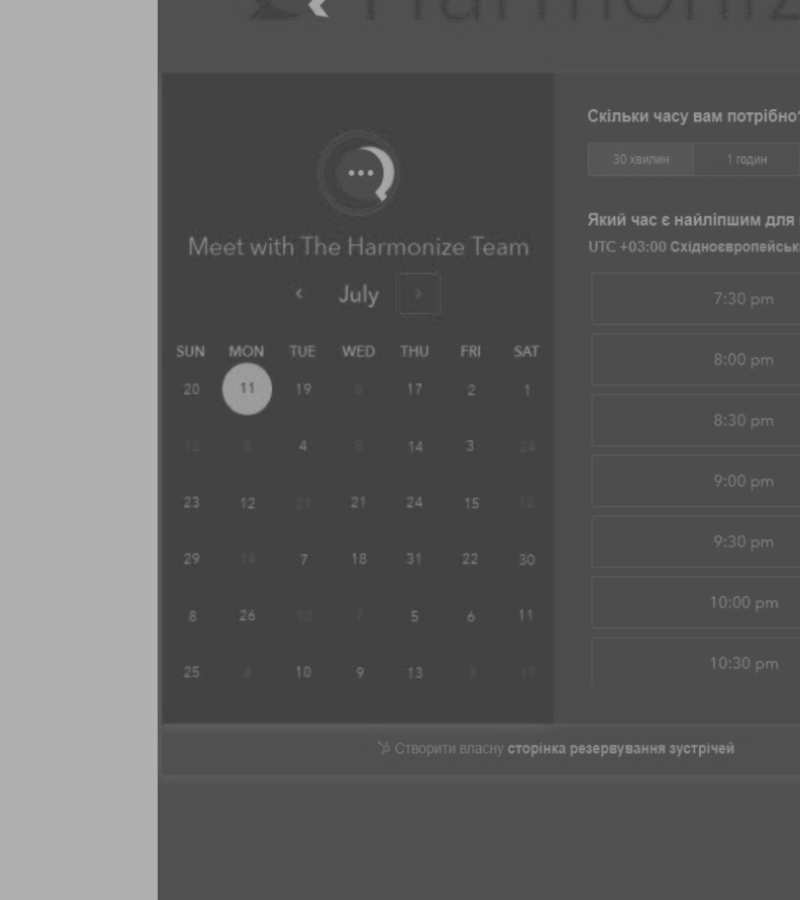 Harmoniz
Meet with The Harmonize Team
July
SUN MON TUE WED THU FRI SAT
20 11 19 6 17 2 1
12 5 4 5 14 3 24
23 12 21 21 24 15 12
29 14 7 18 31 22 30
8 26 10 7 5 6 11
25 4 10 9 13 3 17
Скільки часу вам потрібно?
30 хвилин 1 годин
Який час є найліпшим для
UTC +03:00 Східноєвропейськ
7:30 pm
8:00 pm
8:30 pm
9:00 pm
9:30 pm
10:00 pm
10:30 pm
Створити власну сторінка резервування зустрічей